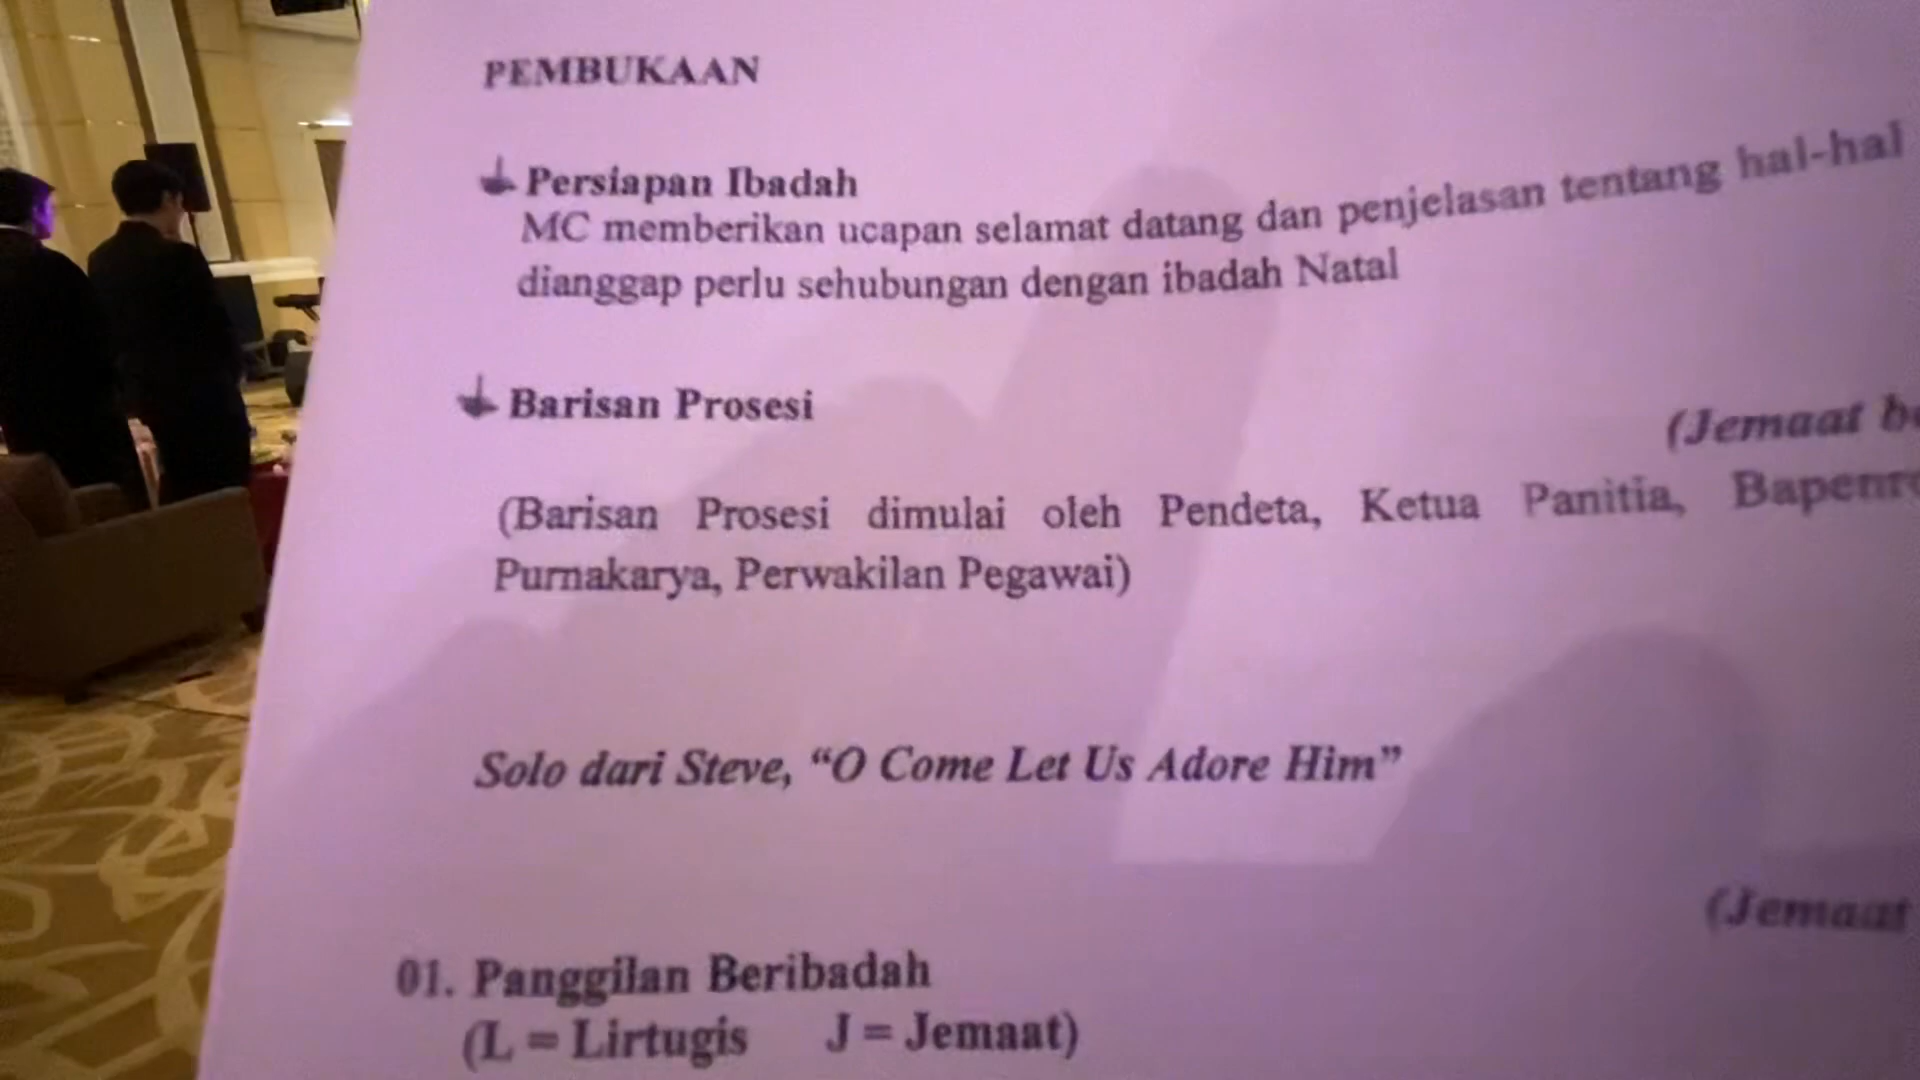 PEMBUKAAN
Persiapan Ibadah
MC memberikan ucapan selamat datang dan penjelasan tentang hal-hal
dianggap perlu sehubungan dengan ibadah Natal
Barisan Prosesi
(Jemaat
(Barisan Prosesi dimulai oleh Pendeta, Ketua Panitia,
Purnakarya, Perwakilan Pegawai)
Solo dari Steve, “O Come Let Us Adore Him”
(Jemaat
01. Panggilan Beribadah
(L = Lirtugis J = Jemaat)